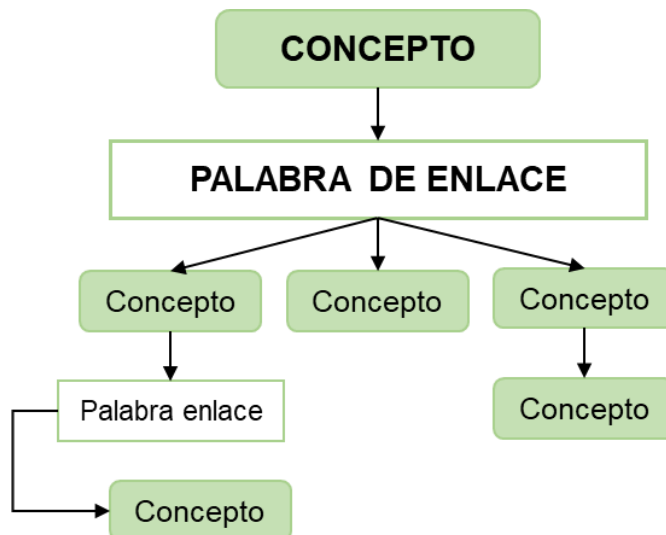 CONCEPTO
PALABRA DE ENLACE
Concepto
Concepto
Concepto
Palabra enlace
Concepto
Concepto